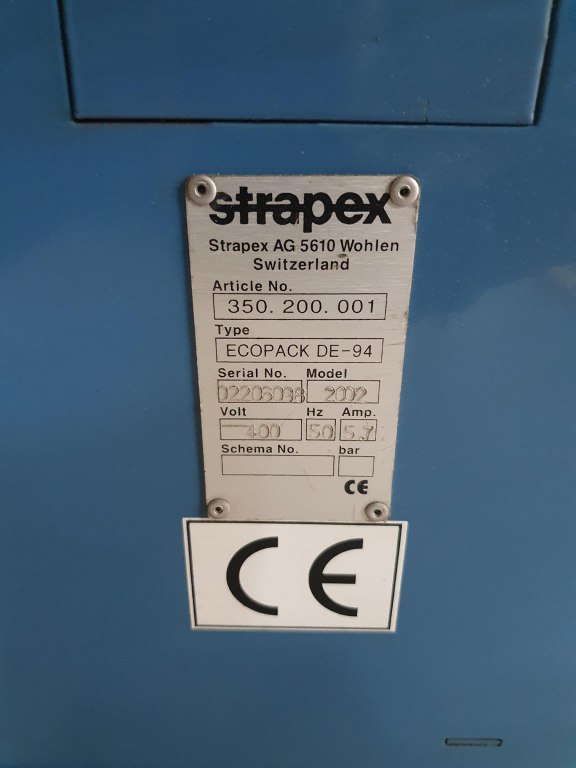 strapex
Strapex AG 5610 Wohlen
Switzerland
Article No.
350.200.001
Type
ECOPACK DE-94
Serial No. Model
02206098 2002
Volt Hz Amp.
400 50 5.7
Schema No. bar
CE
CE